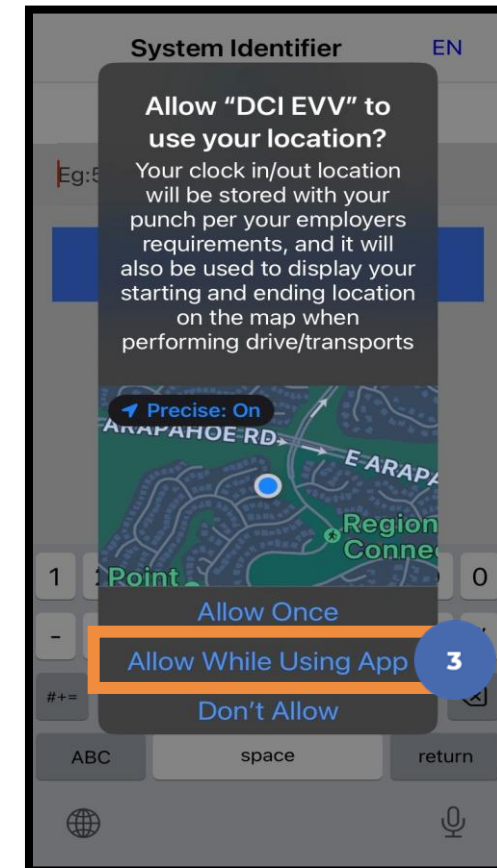 System Identifier
EN
Allow “DCI EVV” to
use your location?
Your clock in/out location
will be stored with your
punch per your employers
requirements, and it will
also be used to display your
starting and ending location
on the map when
performing drive/transports
Eg:
Precise: On
ARAPAHOE RD
E ARAP
Region
Conne
Point
1
0
Allow Once
-
Allow While Using App
3
#+=
Don’t Allow
ABC
space
return